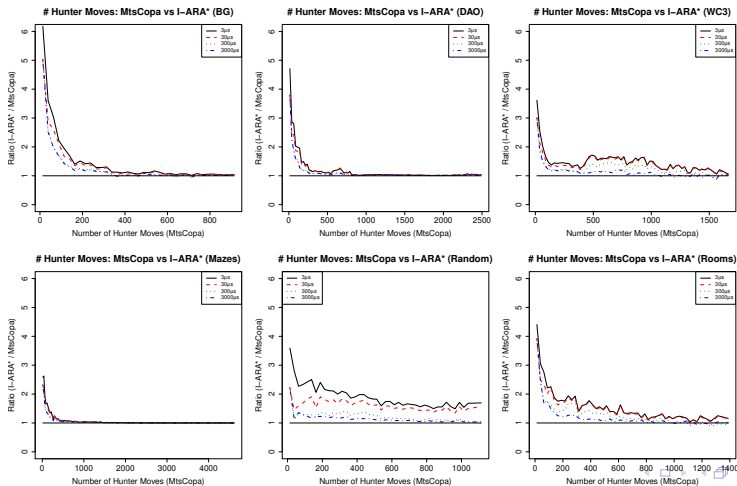 # Hunter Moves: MtsCopa vs I−ARA* (BG)
Ratio (I−ARA* / MtsCopa)
0 1 2 3 4 5 6
3µs
30µs
300µs
3000µs
0 200 400 600 800
Number of Hunter Moves (MtsCopa)
# Hunter Moves: MtsCopa vs I−ARA* (DAO)
Ratio (I−ARA* / MtsCopa)
0 1 2 3 4 5 6
3µs
30µs
300µs
3000µs
0 500 1000 1500 2000 2500
Number of Hunter Moves (MtsCopa)
# Hunter Moves: MtsCopa vs I−ARA* (WC3)
Ratio (I−ARA* / MtsCopa)
0 1 2 3 4 5 6
3µs
30µs
300µs
3000µs
0 500 1000 1500
Number of Hunter Moves (MtsCopa)
# Hunter Moves: MtsCopa vs I−ARA* (Mazes)
Ratio (I−ARA* / MtsCopa)
0 1 2 3 4 5 6
3µs
30µs
300µs
3000µs
0 1000 2000 3000 4000
Number of Hunter Moves (MtsCopa)
# Hunter Moves: MtsCopa vs I−ARA* (Random)
Ratio (I−ARA* / MtsCopa)
0 1 2 3 4 5 6
3µs
30µs
300µs
3000µs
0 200 400 600 800 1000
Number of Hunter Moves (MtsCopa)
# Hunter Moves: MtsCopa vs I−ARA* (Rooms)
Ratio (I−ARA* / MtsCopa)
0 1 2 3 4 5 6
3µs
30µs
300µs
3000µs
0 200 400 600 800 1000 1200 1400
Number of Hunter Moves (MtsCopa)